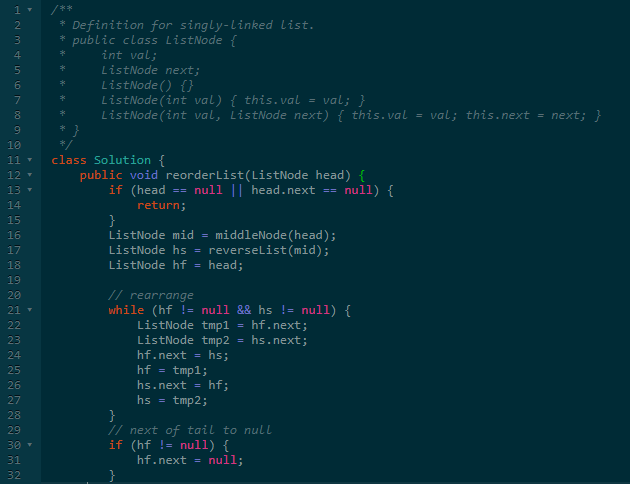 1 /**
2  * Definition for singly-linked list.
3  * public class ListNode {
4  *     int val;
5  *     ListNode next;
6  *     ListNode() {}
7  *     ListNode(int val) { this.val = val; }
8  *     ListNode(int val, ListNode next) { this.val = val; this.next = next; }
9  * }
10  */
11 class Solution {
12     public void reorderList(ListNode head) {
13         if (head == null || head.next == null) {
14             return;
15         }
16         ListNode mid = middleNode(head);
17         ListNode hs = reverseList(mid);
18         ListNode hf = head;
19
20         // rearrange
21         while (hf != null && hs != null) {
22             ListNode tmp1 = hf.next;
23             ListNode tmp2 = hs.next;
24             hf.next = hs;
25             hf = tmp1;
26             hs.next = hf;
27             hs = tmp2;
28         }
29         // next of tail to null
30         if (hf != null) {
31             hf.next = null;
32         }